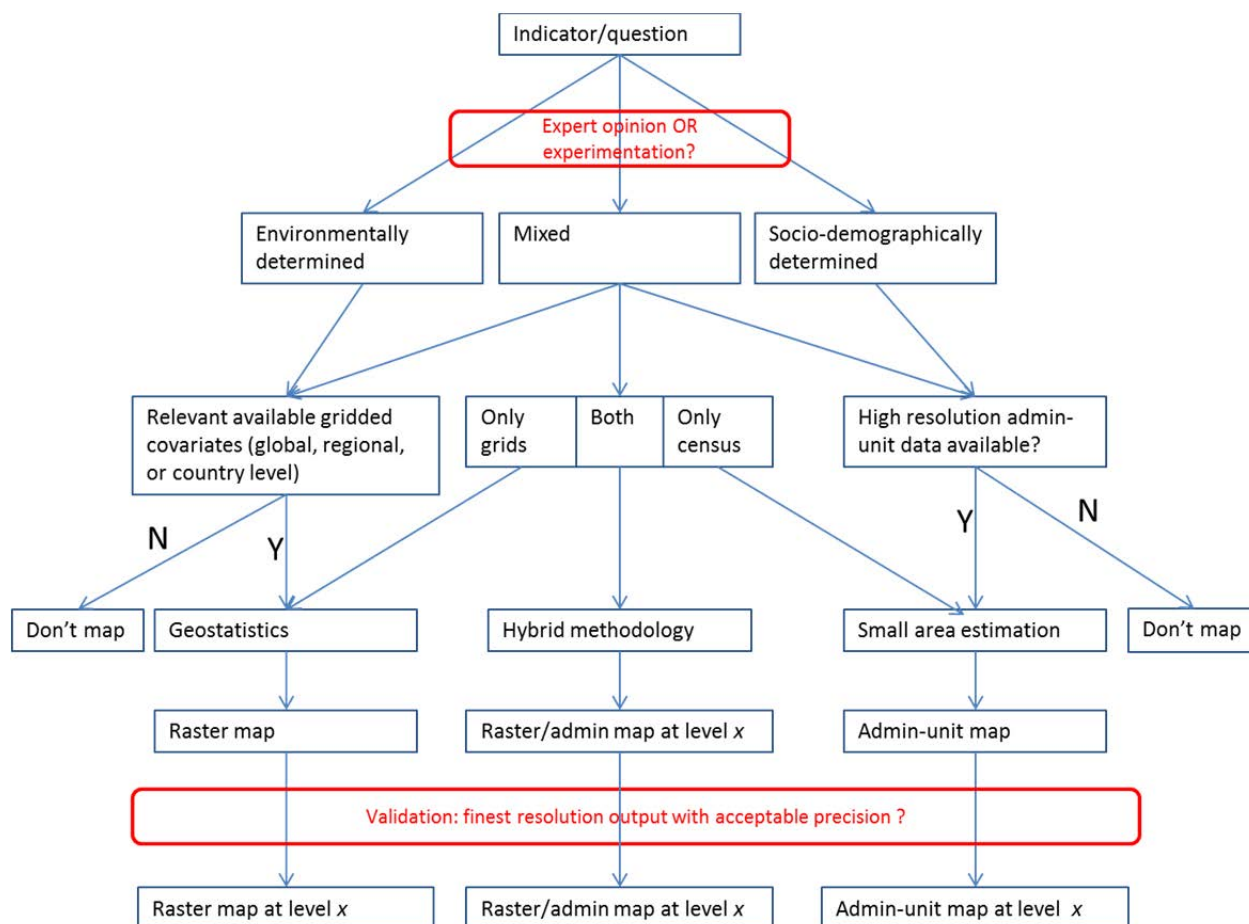 Indicator/question
Expert opinion OR
experimentation?
Environmentally
determined
Mixed
Socio-demographically
determined
Relevant available gridded
covariates (global, regional,
or country level)
Only
grids
Both
Only
census
High resolution admin-
unit data available?
N
Y
Y
N
Don’t map
Geostatistics
Hybrid methodology
Small area estimation
Don’t map
Raster map
Raster/admin map at level x
Admin-unit map
Validation: finest resolution output with acceptable precision ?
Raster map at level x
Raster/admin map at level x
Admin-unit map at level x